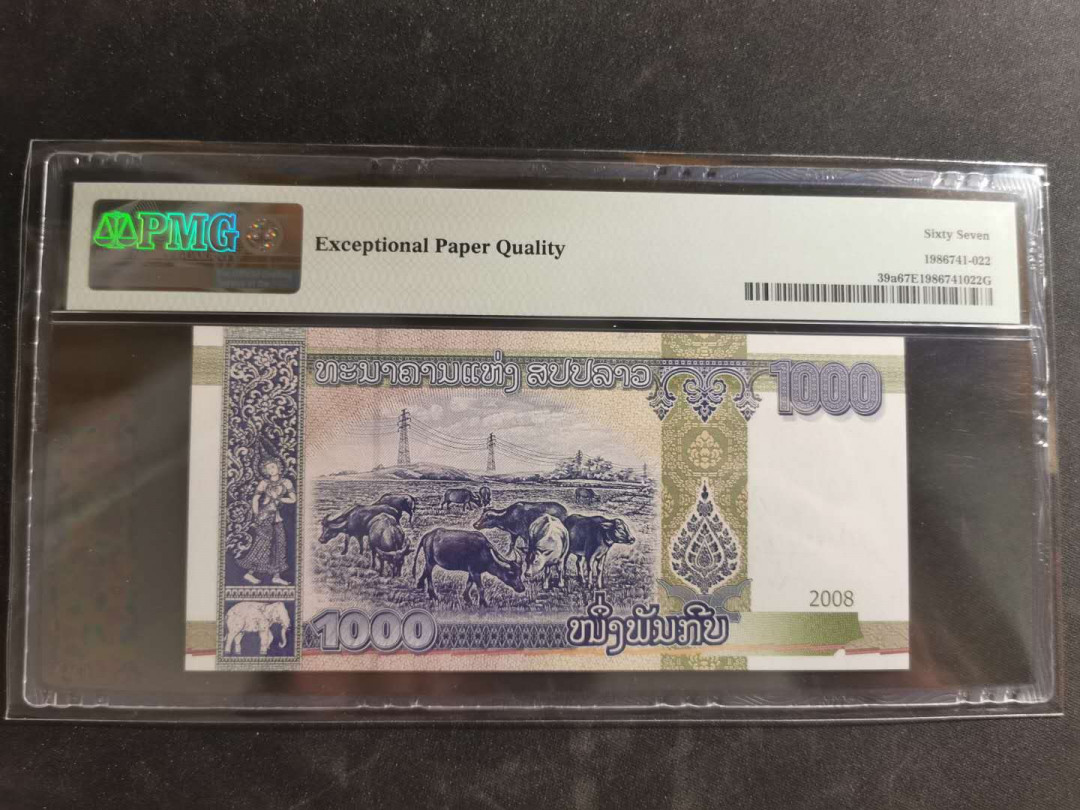 PMG
Exceptional Paper Quality
Sixty Seven
1986741-022
39a67E1986741022G
ທະນາຄານແຫ່ງ ສປປລາວ
1000
2008
1000
ໜຶ່ງພັນກີບ